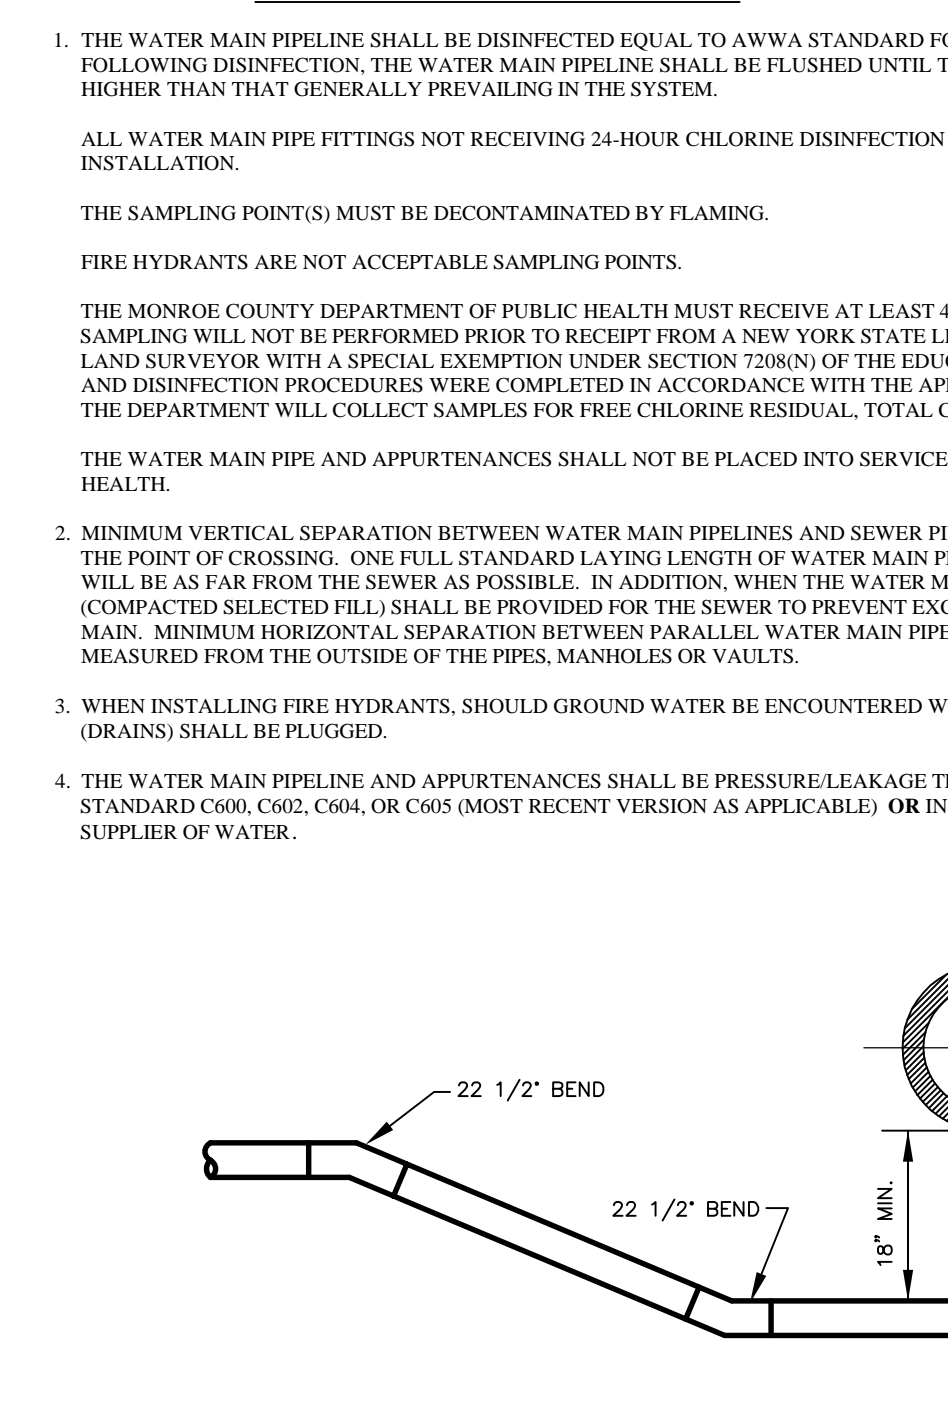 1. THE WATER MAIN PIPELINE SHALL BE DISINFECTED EQUAL TO AWWA STANDARD
FOLLOWING DISINFECTION, THE WATER MAIN PIPELINE SHALL BE FLUSHED UNTIL
HIGHER THAN THAT GENERALLY PREVAILING IN THE SYSTEM.
ALL WATER MAIN PIPE FITTINGS NOT RECEIVING 24-HOUR CHLORINE DISINFECTION
INSTALLATION.
THE SAMPLING POINT(S) MUST BE DECONTAMINATED BY FLAMING.
FIRE HYDRANTS ARE NOT ACCEPTABLE SAMPLING POINTS.
THE MONROE COUNTY DEPARTMENT OF PUBLIC HEALTH MUST RECEIVE AT LEAST
SAMPLING WILL NOT BE PERFORMED PRIOR TO RECEIPT FROM A NEW YORK STATE
LAND SURVEYOR WITH A SPECIAL EXEMPTION UNDER SECTION 7208(N) OF THE
AND DISINFECTION PROCEDURES WERE COMPLETED IN ACCORDANCE WITH THE
THE DEPARTMENT WILL COLLECT SAMPLES FOR FREE CHLORINE RESIDUAL, TOTAL
THE WATER MAIN PIPE AND APPURTENANCES SHALL NOT BE PLACED INTO SERVICE
HEALTH.
2. MINIMUM VERTICAL SEPARATION BETWEEN WATER MAIN PIPELINES AND SEWER
THE POINT OF CROSSING. ONE FULL STANDARD LAYING LENGTH OF WATER MAIN
WILL BE AS FAR FROM THE SEWER AS POSSIBLE. IN ADDITION, WHEN THE WATER
(COMPACTED SELECTED FILL) SHALL BE PROVIDED FOR THE SEWER TO PREVENT
MAIN. MINIMUM HORIZONTAL SEPARATION BETWEEN PARALLEL WATER MAIN
MEASURED FROM THE OUTSIDE OF THE PIPES, MANHOLES OR VAULTS.
3. WHEN INSTALLING FIRE HYDRANTS, SHOULD GROUND WATER BE ENCOUNTERED
(DRAINS) SHALL BE PLUGGED.
4. THE WATER MAIN PIPELINE AND APPURTENANCES SHALL BE PRESSURE/LEAKAGE
STANDARD C600, C602, C604, OR C605 (MOST RECENT VERSION AS APPLICABLE) OR IN
SUPPLIER OF WATER.
22 1/2° BEND
22 1/2° BEND
18" MIN.